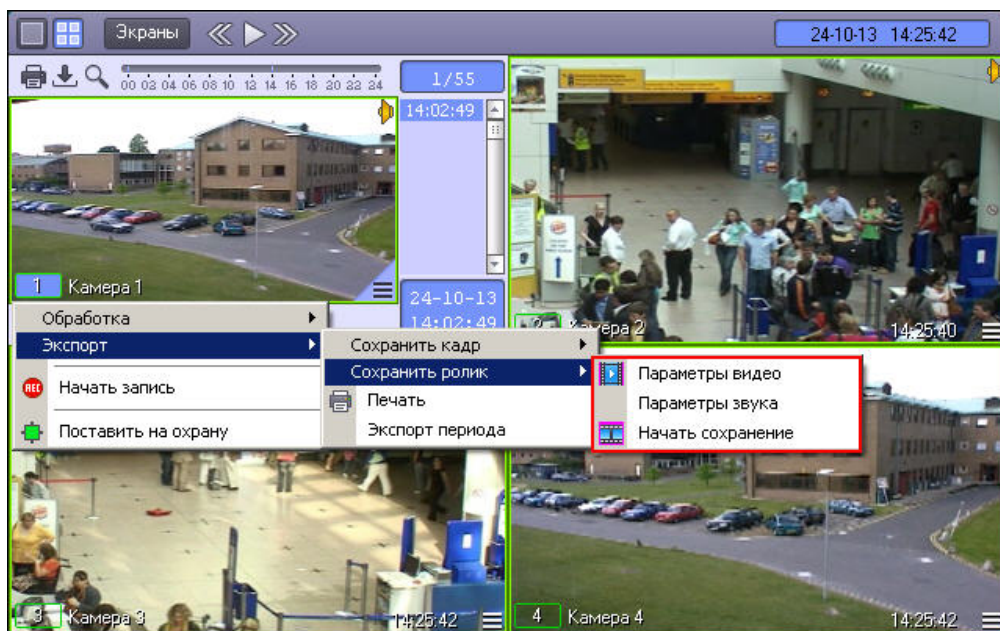 Экраны
24-10-13 14:25:42
00 02 04 06 08 10 12 14 16 18 20 22 24
1/55
14:02:49
1 Камера 1
24-10-13
14:02:49
2 Камера 2
14:25:40
Обработка
Экспорт
REC Начать запись
Поставить на охрану
Сохранить кадр
Сохранить ролик
Печать
Экспорт периода
Параметры видео
Параметры звука
Начать сохранение
3 Камера 3
14:25:42
4 Камера 4
14:25:42